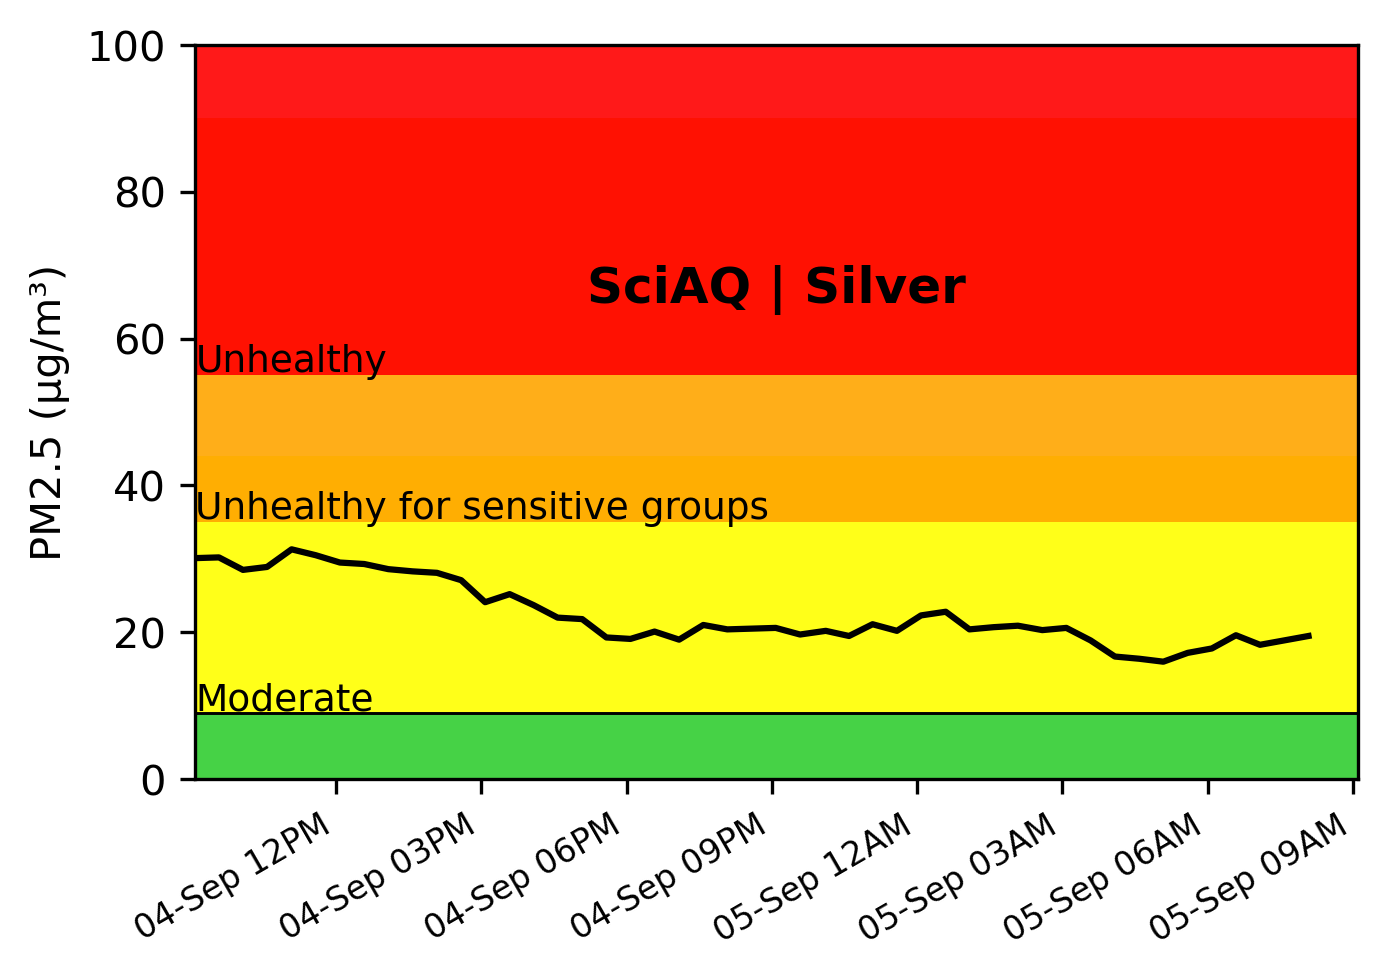 100
80
60
40
20
0
PM2.5 (µg/m³)
SciAQ | Silver
Unhealthy
Unhealthy for sensitive groups
Moderate
04-Sep 12PM
04-Sep 03PM
04-Sep 06PM
04-Sep 09PM
05-Sep 12AM
05-Sep 03AM
05-Sep 06AM
05-Sep 09AM